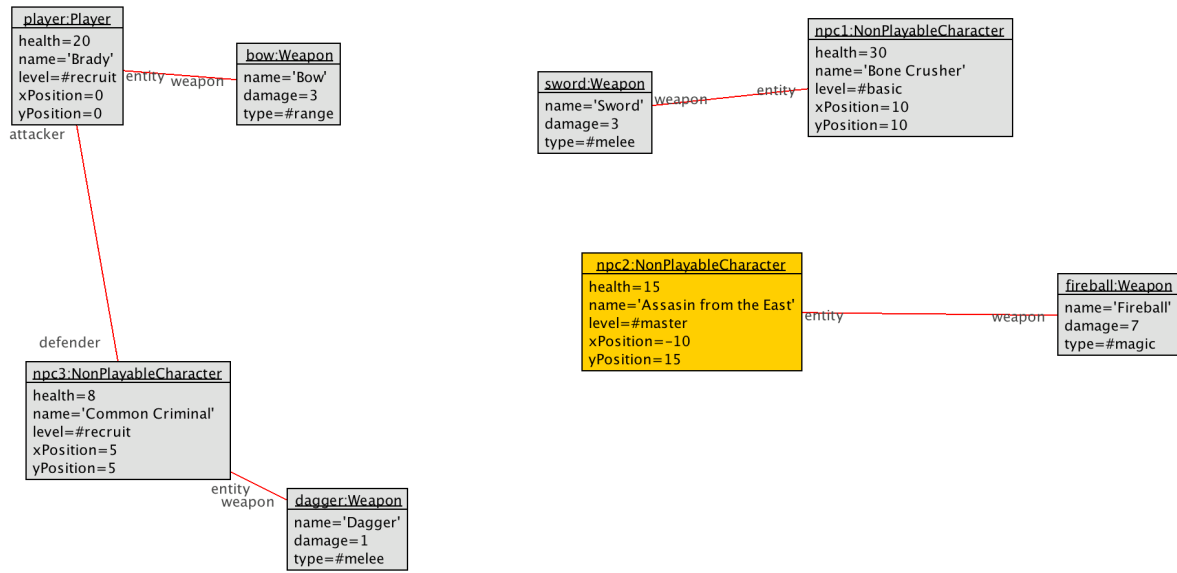 player:Player
health=20
name='Brady'
level=#recruit
xPosition=0
yPosition=0
attacker
entity
weapon
bow:Weapon
name='Bow'
damage=3
type=#range
sword:Weapon
name='Sword'
damage=3
type=#melee
weapon
entity
npc1:NonPlayableCharacter
health=30
name='Bone Crusher'
level=#basic
xPosition=10
yPosition=10
npc2:NonPlayableCharacter
health=15
name='Assasin from the East'
level=#master
xPosition=-10
yPosition=15
entity
weapon
fireball:Weapon
name='Fireball'
damage=7
type=#magic
defender
npc3:NonPlayableCharacter
health=8
name='Common Criminal'
level=#recruit
xPosition=5
yPosition=5
entity
weapon
dagger:Weapon
name='Dagger'
damage=1
type=#melee